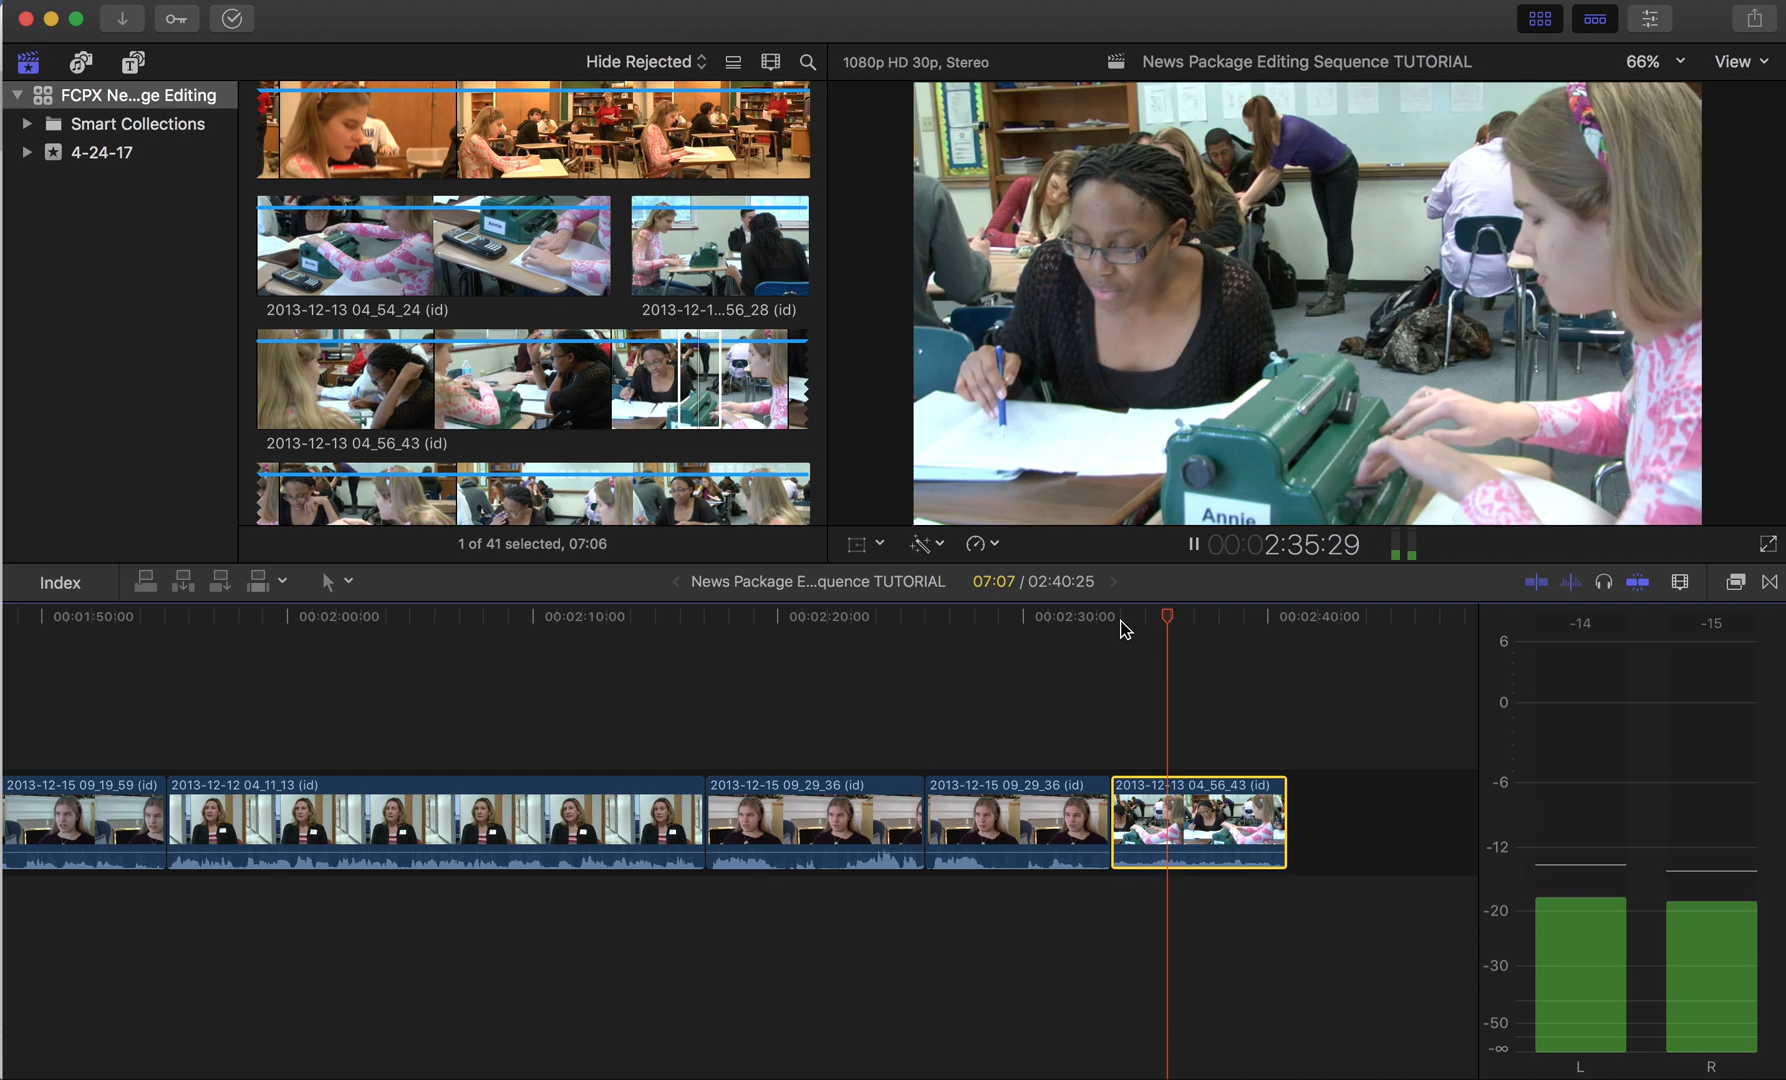 Hide Rejected
1080p HD 30p, Stereo
News Package Editing Sequence TUTORIAL
66%
View
FCPX Ne...ge Editing
Smart Collections
4-24-17
2013-12-13 04_54_24 (id)
2013-12-1...56_28 (id)
2013-12-13 04_56_43 (id)
Annie
1 of 41 selected, 07:06
00:02:35:29
Index
News Package E...quence TUTORIAL
07:07 / 02:40:25
00:01:50:00
00:02:00:00
00:02:10:00
00:02:20:00
00:02:30:00
00:02:40:00
-14
-15
6
0
-6
-12
-20
-30
-50
-∞
L
R
2013-12-15 09_19_59 (id)
2013-12-12 04_11_13 (id)
2013-12-15 09_29_36 (id)
2013-12-15 09_29_36 (id)
2013-12-13 04_56_43 (id)